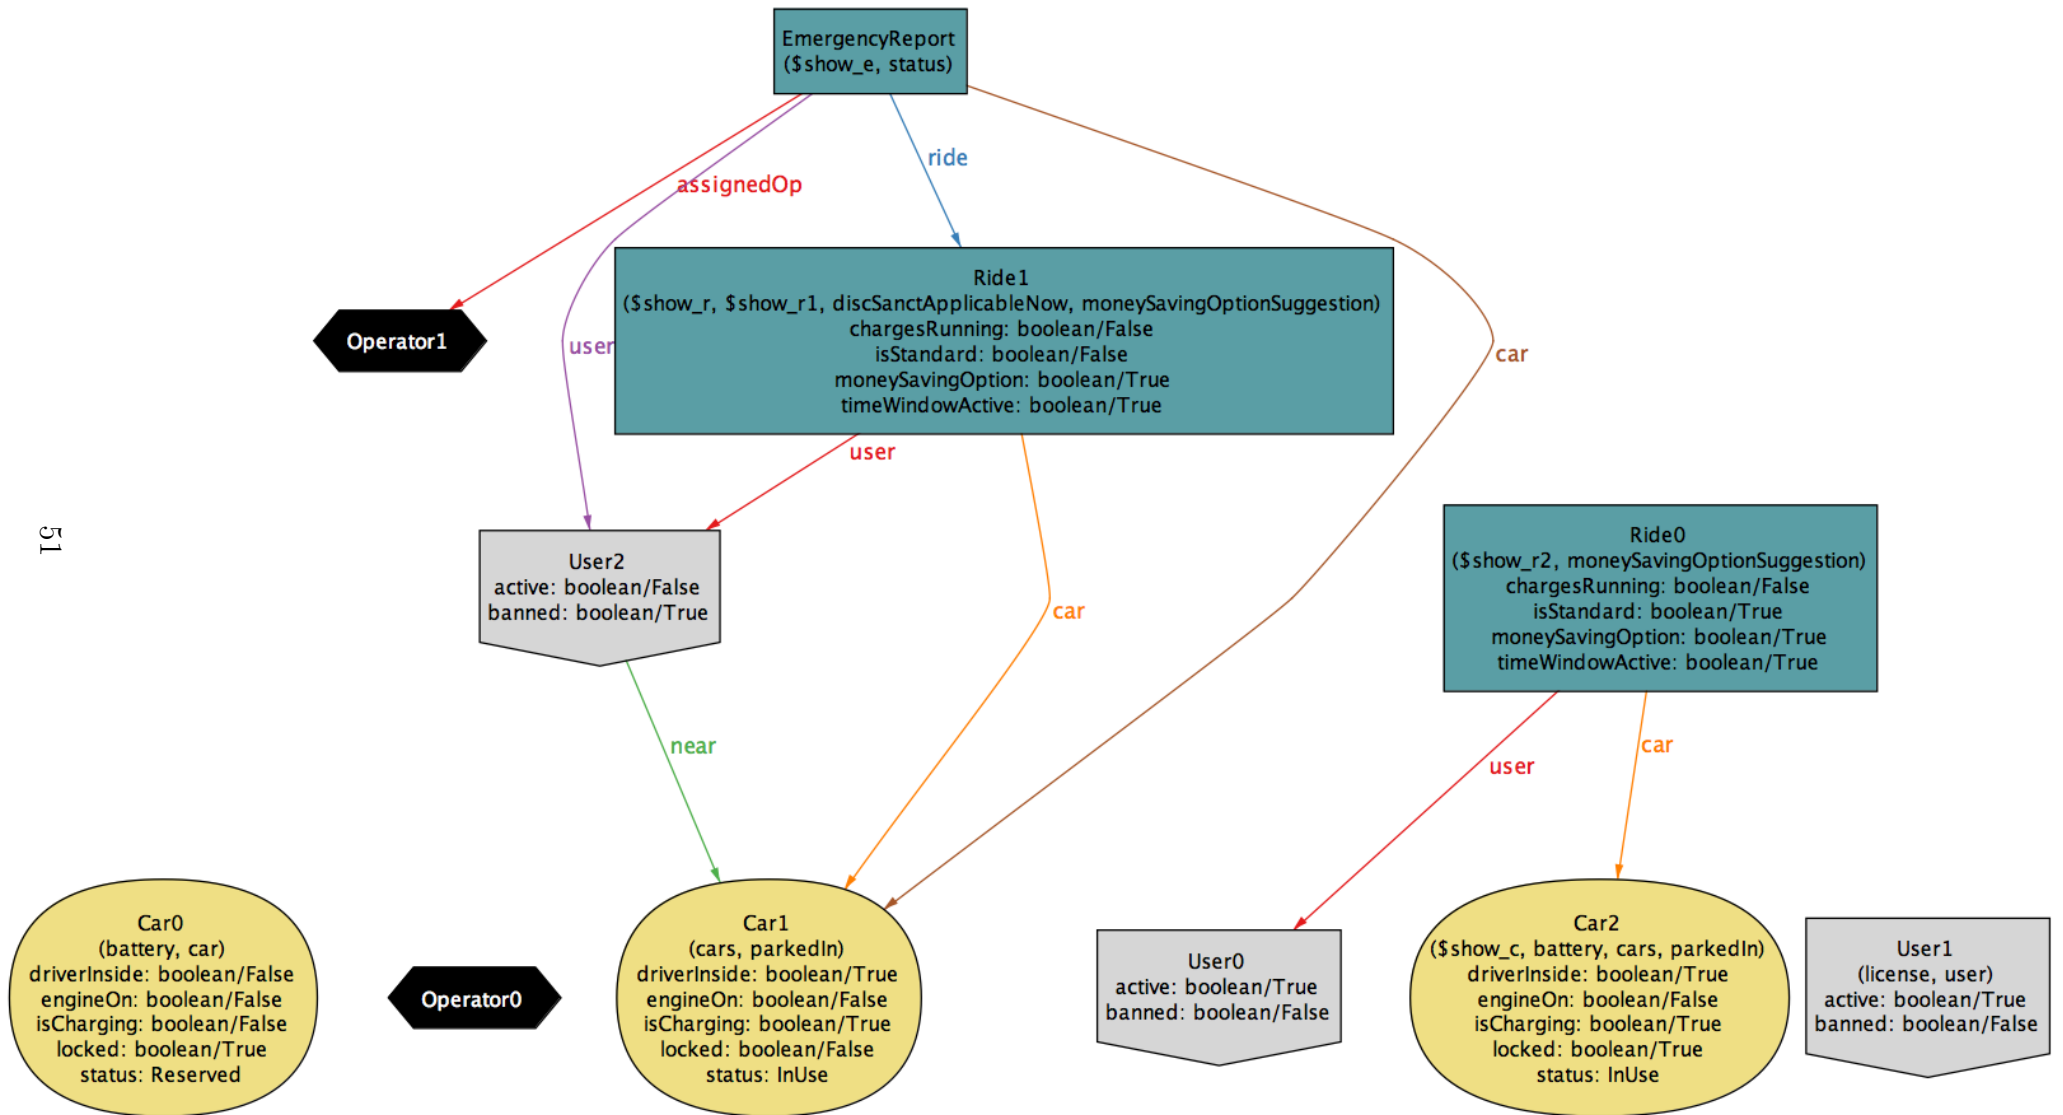 EmergencyReport
($show_e, status)
ride
assignedOp
Ride1
($show_r, $show_r1, discSanctApplicableNow, moneySavingOptionSuggestion)
chargesRunning: boolean/False
isStandard: boolean/False
moneySavingOption: boolean/True
timeWindowActive: boolean/True
Operator1
user
car
user
51
User2
active: boolean/False
banned: boolean/True
car
Ride0
($show_r2, moneySavingOptionSuggestion)
chargesRunning: boolean/False
isStandard: boolean/True
moneySavingOption: boolean/True
timeWindowActive: boolean/True
near
user
car
Car0
(battery, car)
driverInside: boolean/False
engineOn: boolean/False
isCharging: boolean/False
locked: boolean/True
status: Reserved
Operator0
Car1
(cars, parkedIn)
driverInside: boolean/True
engineOn: boolean/False
isCharging: boolean/True
locked: boolean/False
status: InUse
User0
active: boolean/True
banned: boolean/False
Car2
($show_c, battery, cars, parkedIn)
driverInside: boolean/True
engineOn: boolean/False
isCharging: boolean/True
locked: boolean/True
status: InUse
User1
(license, user)
active: boolean/True
banned: boolean/False